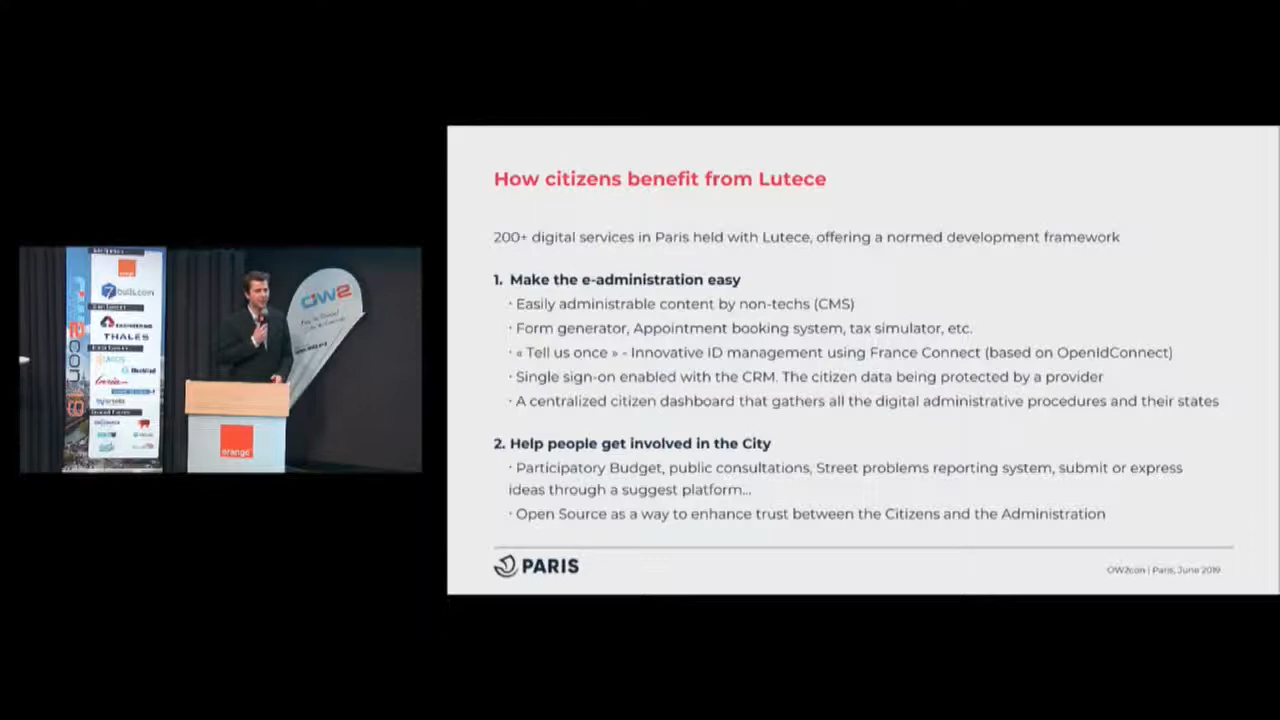 How citizens benefit from Lutece
200+ digital services in Paris held with Lutece, offering a normed development framework
1. Make the e-administration easy
· Easily administrable content by non-techs (CMS)
· Form generator, Appointment booking system, tax simulator, etc.
· « Tell us once » - Innovative ID management using France Connect (based on OpenIdConnect)
· Single sign-on enabled with the CRM. The citizen data being protected by a provider
· A centralized citizen dashboard that gathers all the digital administrative procedures and their states
2. Help people get involved in the City
· Participatory Budget, public consultations, Street problems reporting system, submit or express
ideas through a suggest platform...
· Open Source as a way to enhance trust between the Citizens and the Administration
PARIS
OW2con | Paris, June 2019
orange
7bulls.com
ENGINEERING
THALES
OW2
orange